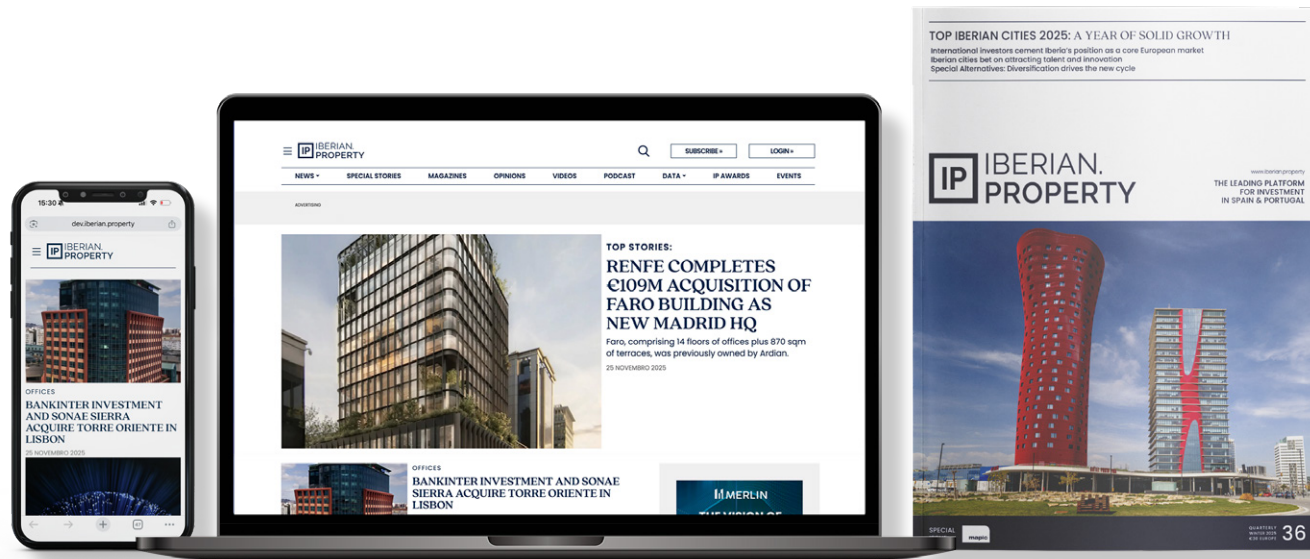 15:30
dev.iberian.property
IP IBERIAN.
PROPERTY
OFFICES
BANKINTER INVESTMENT
AND SONAE SIERRA
ACQUIRE TORRE ORIENTE IN
LISBON
25 NOVEMBRO 2025
IP IBERIAN.
PROPERTY
SUBSCRIBE »
LOGIN »
NEWS
SPECIAL STORIES
MAGAZINES
OPINIONS
VIDEOS
PODCAST
DATA
IP AWARDS
EVENTS
ADVERTISING
TOP STORIES:
RENFE COMPLETES
€109M ACQUISITION OF
FARO BUILDING AS
NEW MADRID HQ
Faro, comprising 14 floors of offices plus 870 sqm
of terraces, was previously owned by Ardian.
25 NOVEMBRO 2025
OFFICES
BANKINTER INVESTMENT AND SONAE
SIERRA ACQUIRE TORRE ORIENTE IN
LISBON
MERLIN
THE VISION OF
TOP IBERIAN CITIES 2025: A YEAR OF SOLID GROWTH
International investors cement Iberia's position as a core European market
Iberian cities bet on attracting talent and innovation
Special Alternatives: Diversification drives the new cycle
IP IBERIAN.
PROPERTY
www.iberian.property
THE LEADING PLATFORM
FOR INVESTMENT
IN SPAIN & PORTUGAL
SPECIAL
mapic
QUARTERLY
WINTER 2025
36